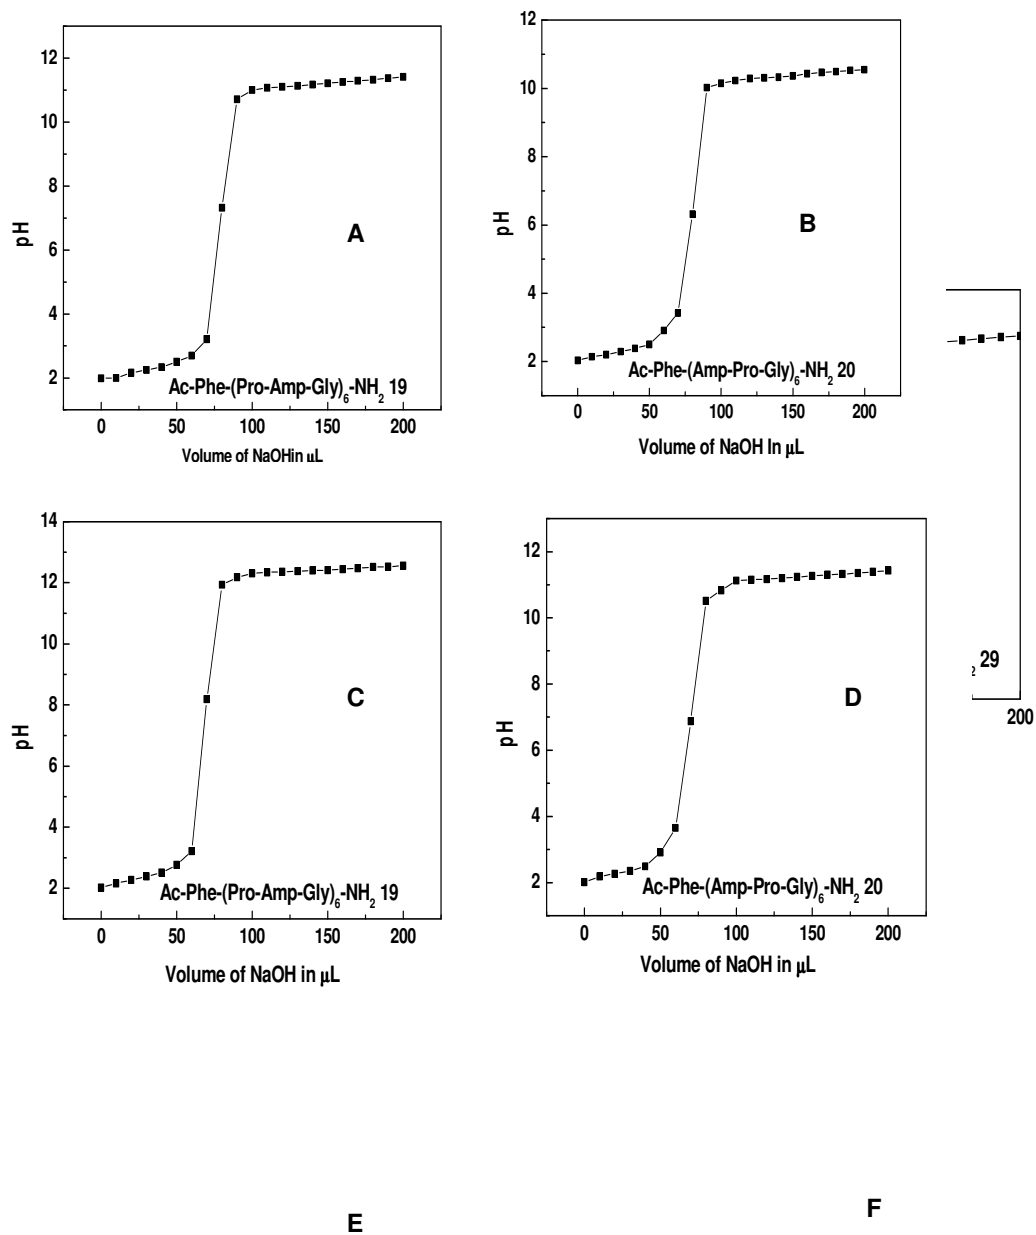 12
10
8
6
4
2
pH
A
Ac-Phe-(Pro-Amp-Gly)6-NH2 19
0 50 100 150 200
Volume of NaOHin μL
12
10
8
6
4
2
pH
B
Ac-Phe-(Amp-Pro-Gly)6-NH2 20
0 50 100 150 200
Volume of NaOH In μL
2 29
200
14
12
10
8
6
4
2
pH
C
Ac-Phe-(Pro-Amp-Gly)6-NH2 19
0 50 100 150 200
Volume of NaOH in μL
12
10
8
6
4
2
pH
D
Ac-Phe-(Amp-Pro-Gly)6-NH2 20
0 50 100 150 200
Volume of NaOH in μL
E
F